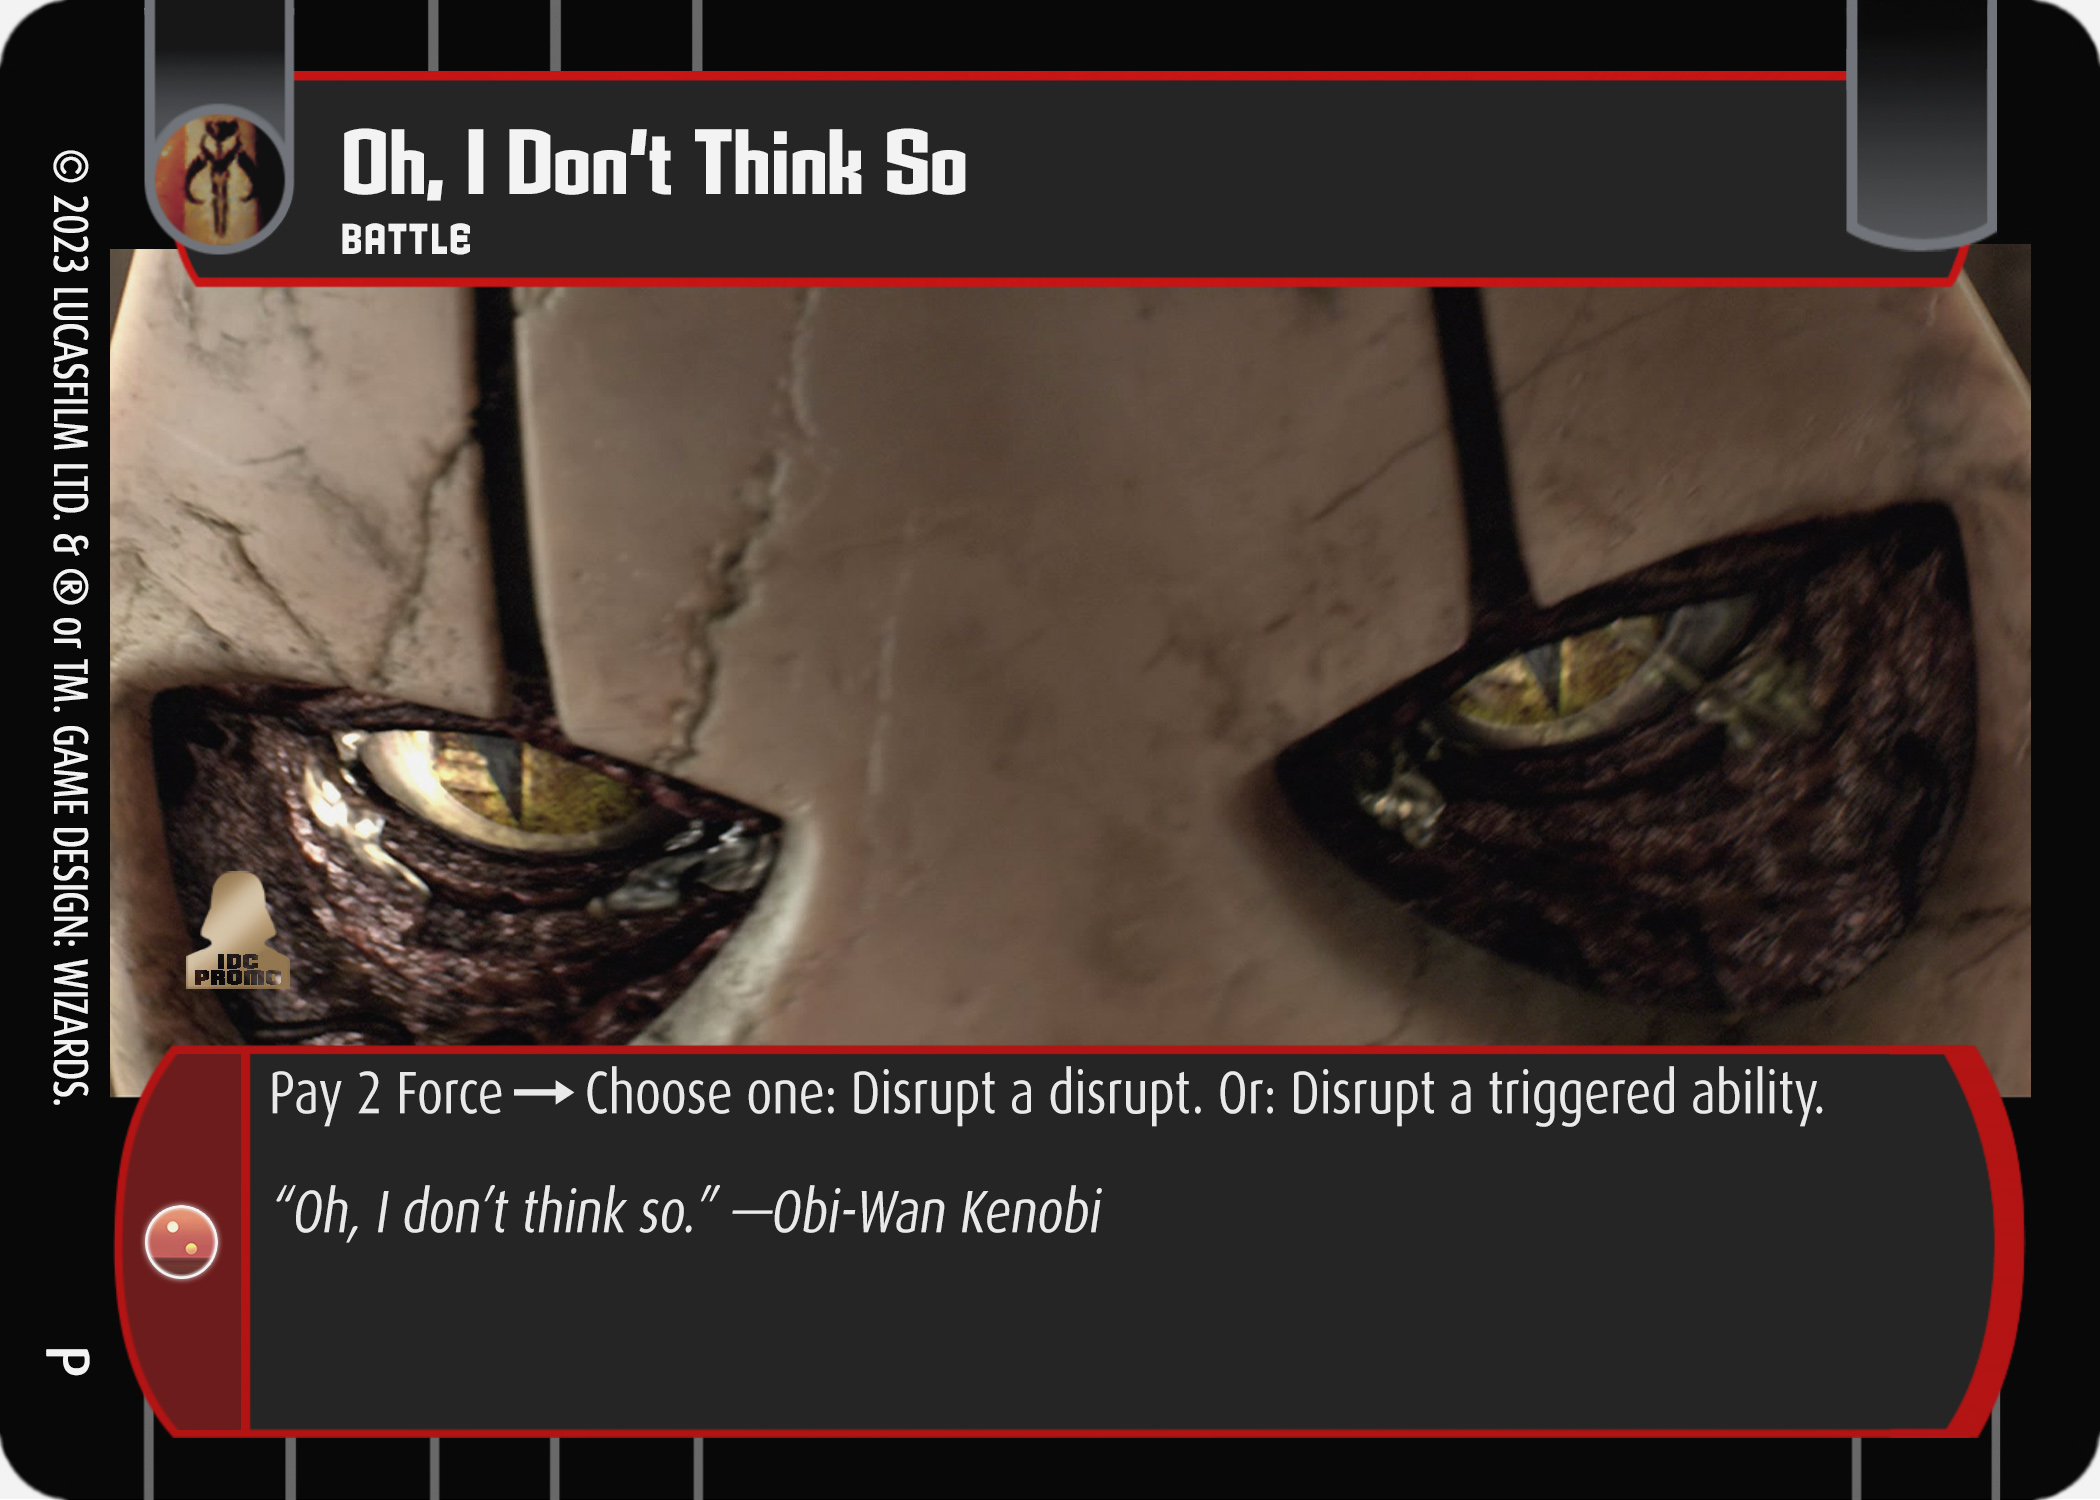 Oh, I Don't Think So
BATTLE
© 2023 LUCASFILM LTD. & ® or TM. GAME DESIGN: WIZARDS.
IDC
PROMO
Pay 2 Force → Choose one: Disrupt a disrupt. Or: Disrupt a triggered ability.
“Oh, I don't think so.” —Obi-Wan Kenobi
P